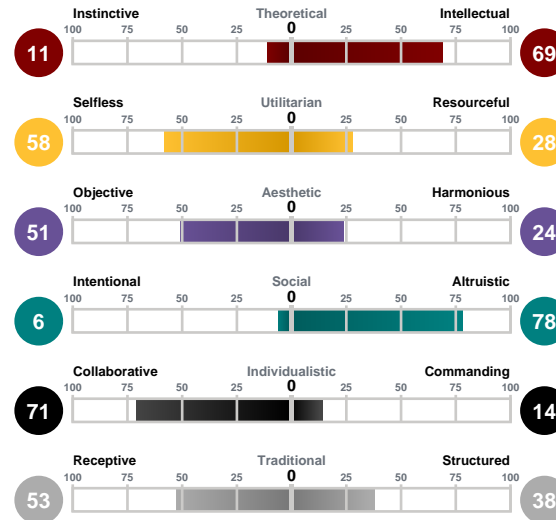 Instinctive Theoretical Intellectual
100 75 50 25 0 25 50 75 100
11 69
Selfless Utilitarian Resourceful
100 75 50 25 0 25 50 75 100
58 28
Objective Aesthetic Harmonious
100 75 50 25 0 25 50 75 100
51 24
Intentional Social Altruistic
100 75 50 25 0 25 50 75 100
6 78
Collaborative Individualistic Commanding
100 75 50 25 0 25 50 75 100
71 14
Receptive Traditional Structured
100 75 50 25 0 25 50 75 100
53 38